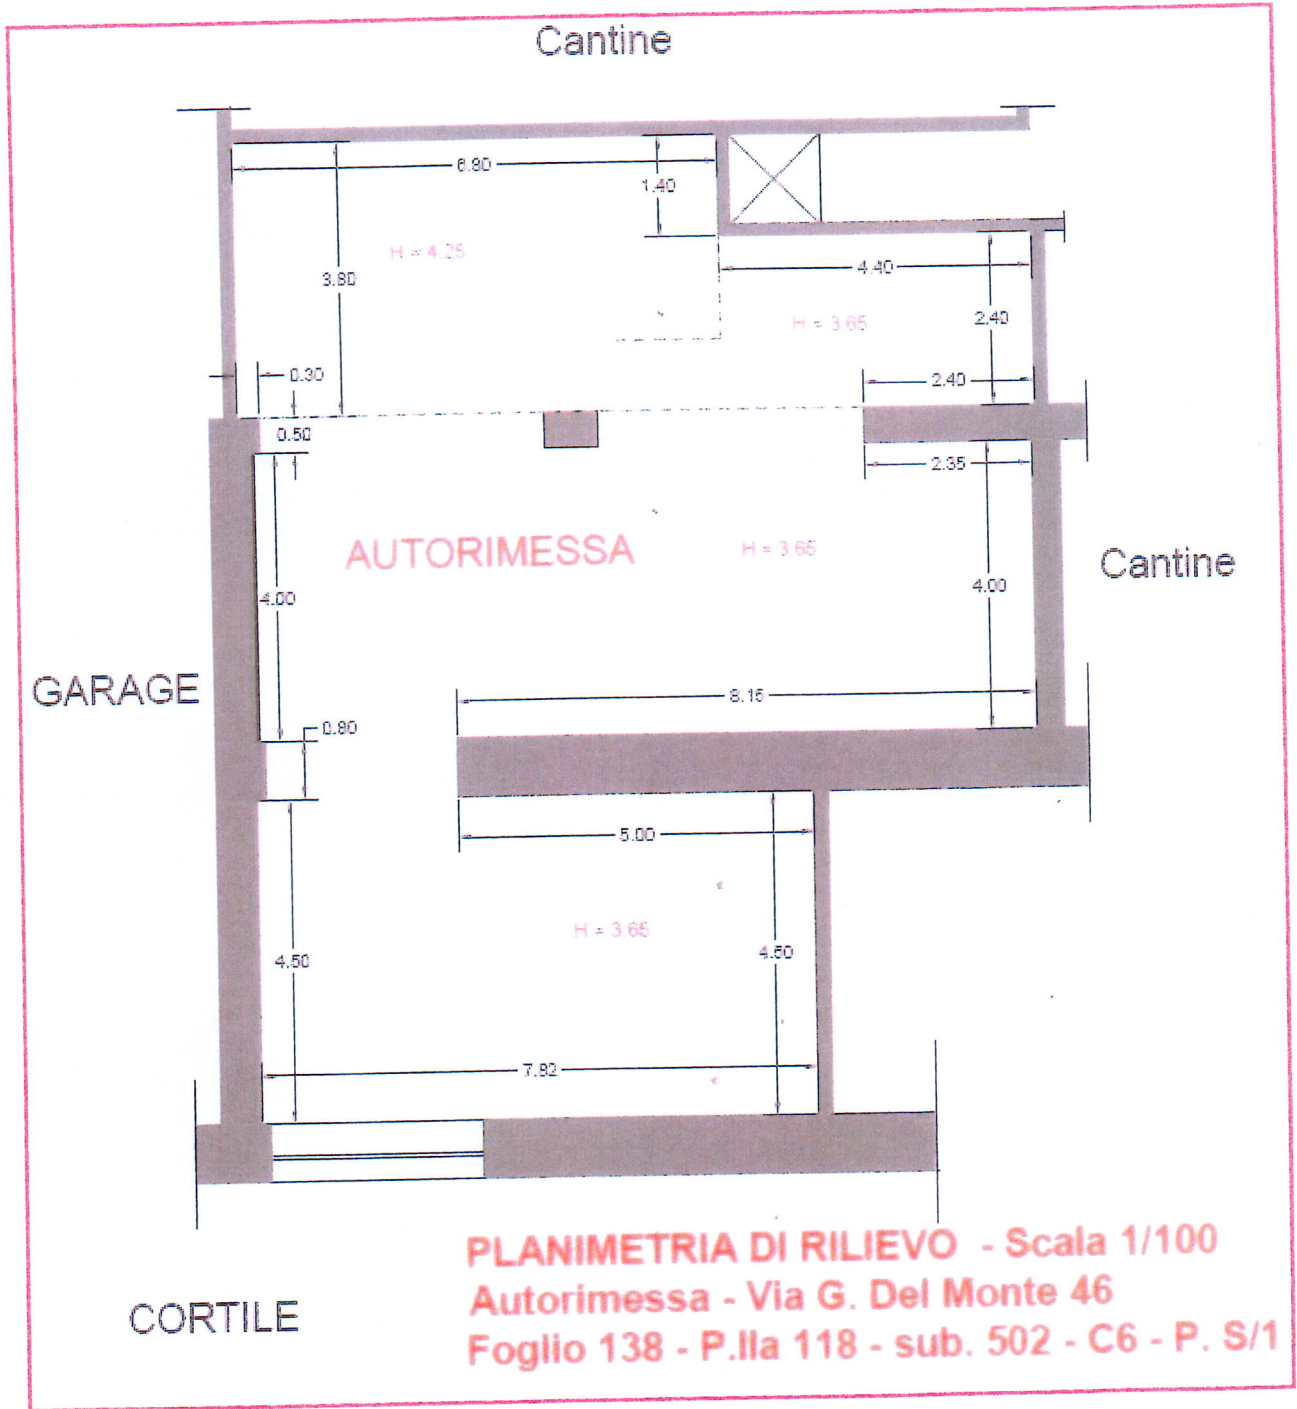 Cantine
6.80
1.40
H = 4.25
3.80
4.40
H = 3.65
2.40
0.30
2.40
0.50
2.35
AUTORIMESSA
H = 3.65
Cantine
4.00
4.00
GARAGE
8.15
0.80
5.00
H = 3.65
4.50
4.50
7.82
PLANIMETRIA DI RILIEVO - Scala 1/100
Autorimessa - Via G. Del Monte 46
CORTILE
Foglio 138 - P.lla 118 - sub. 502 - C6 - P. S/1